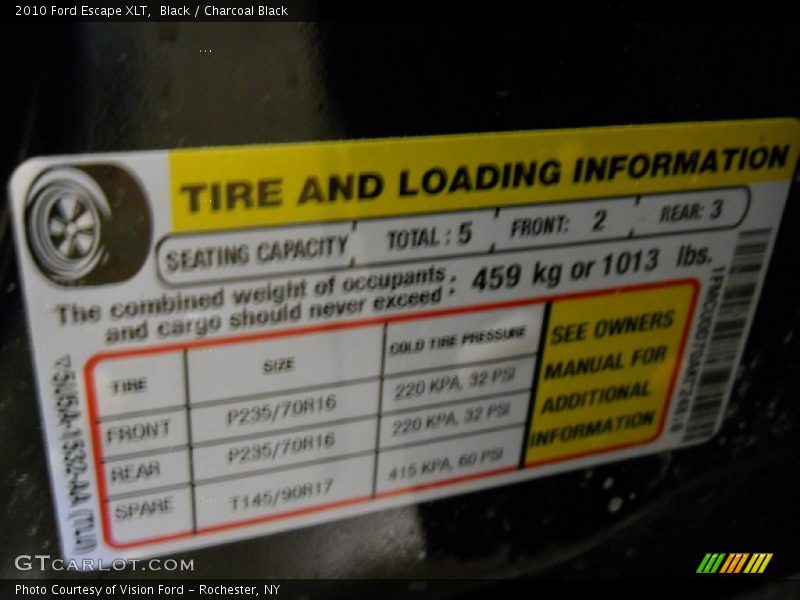 2010 Ford Escape XLT, Black / Charcoal Black
TIRE AND LOADING INFORMATION
SEATING CAPACITY TOTAL : 5 FRONT: 2 REAR: 3
The combined weight of occupants : 459 kg or 1013 lbs.
and cargo should never exceed :
TIRE SIZE COLD TIRE PRESSURE
FRONT P235/70R16 220 KPA, 32 PSI
REAR P235/70R16 220 KPA, 32 PSI
SPARE T145/90R17 415 KPA, 60 PSI
SEE OWNERS
MANUAL FOR
ADDITIONAL
INFORMATION
GTCARLOT.COM
Photo Courtesy of Vision Ford - Rochester, NY